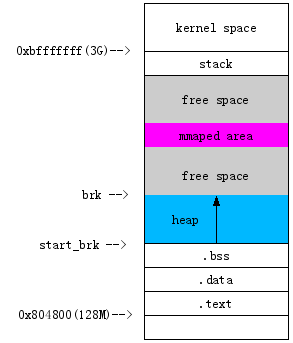 kernel space
0xbfffffff(3G)-->
stack
free space
mmaped area
free space
brk -->
heap
start_brk -->
.bss
.data
.text
0x804800(128M)-->